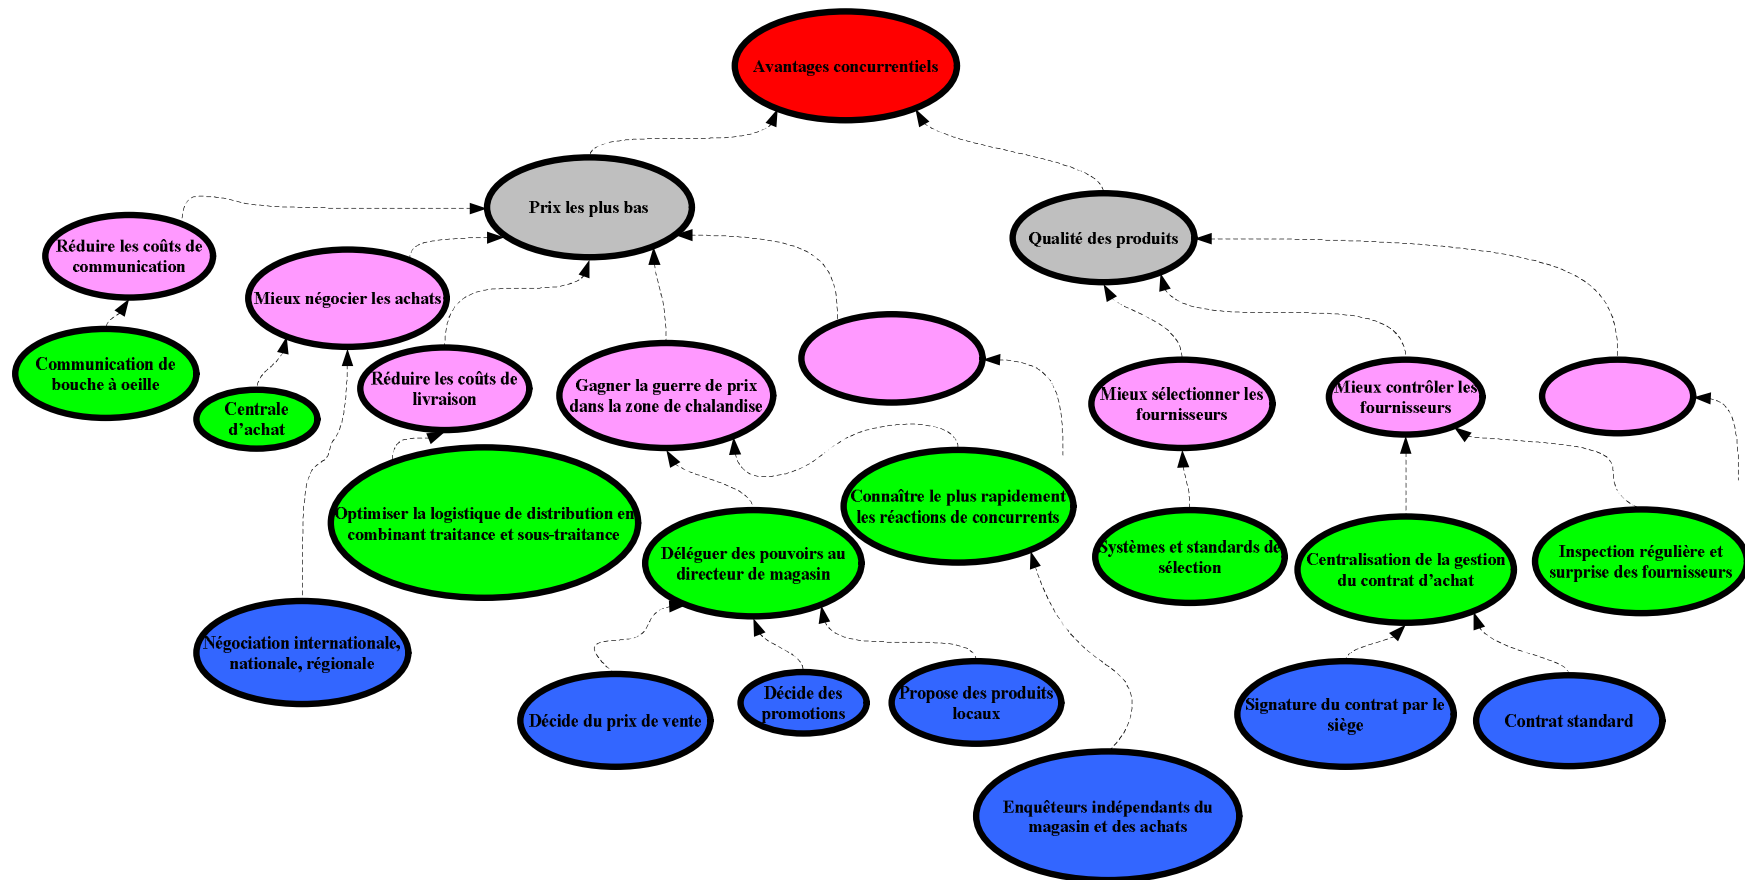 Avantages concurrentiels
Prix les plus bas
Qualité des produits
Réduire les coûts de
communication
Mieux négocier les achats
Réduire les coûts de
livraison
Gagner la guerre de prix
dans la zone de chalandise
Mieux sélectionner les
fournisseurs
Mieux contrôler les
fournisseurs
Communication de
bouche à oeille
Centrale
d’achat
Optimiser la logistique de distribution en
combinant traitance et sous-traitance
Déléguer des pouvoirs au
directeur de magasin
Connaître le plus rapidement
les réactions de concurrents
Systèmes et standards de
sélection
Centralisation de la gestion
du contrat d’achat
Inspection régulière et
surprise des fournisseurs
Négociation internationale,
nationale, régionale
Décide du prix de vente
Décide des
promotions
Propose des produits
locaux
Signature du contrat par le
siège
Contrat standard
Enquêteurs indépendants du
magasin et des achats